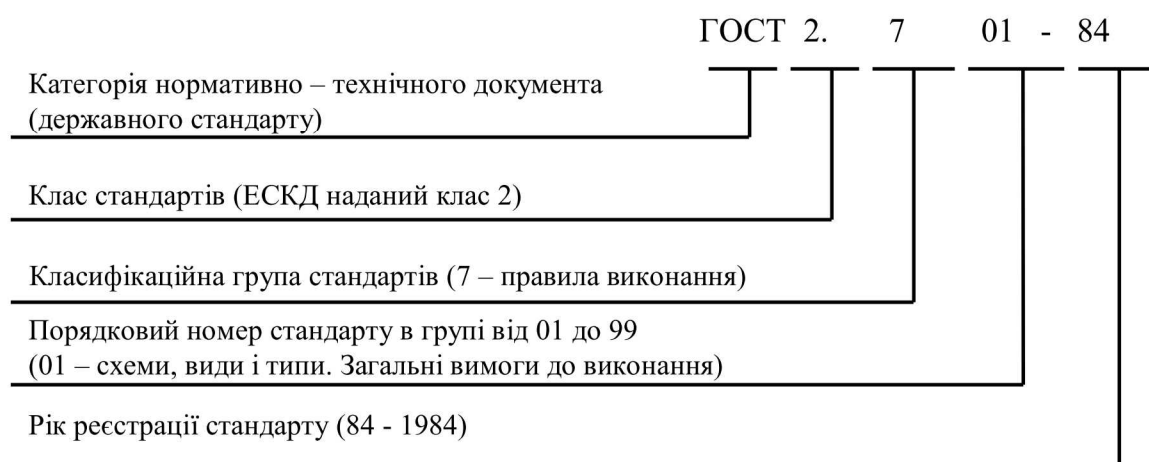 ГОСТ 2. 7 01 - 84
Категорія нормативно – технічного документа
(державного стандарту)
Клас стандартів (ЕСКД наданий клас 2)
Класифікаційна група стандартів (7 – правила виконання)
Порядковий номер стандарту в групі від 01 до 99
(01 – схеми, види і типи. Загальні вимоги до виконання)
Рік реєстрації стандарту (84 - 1984)